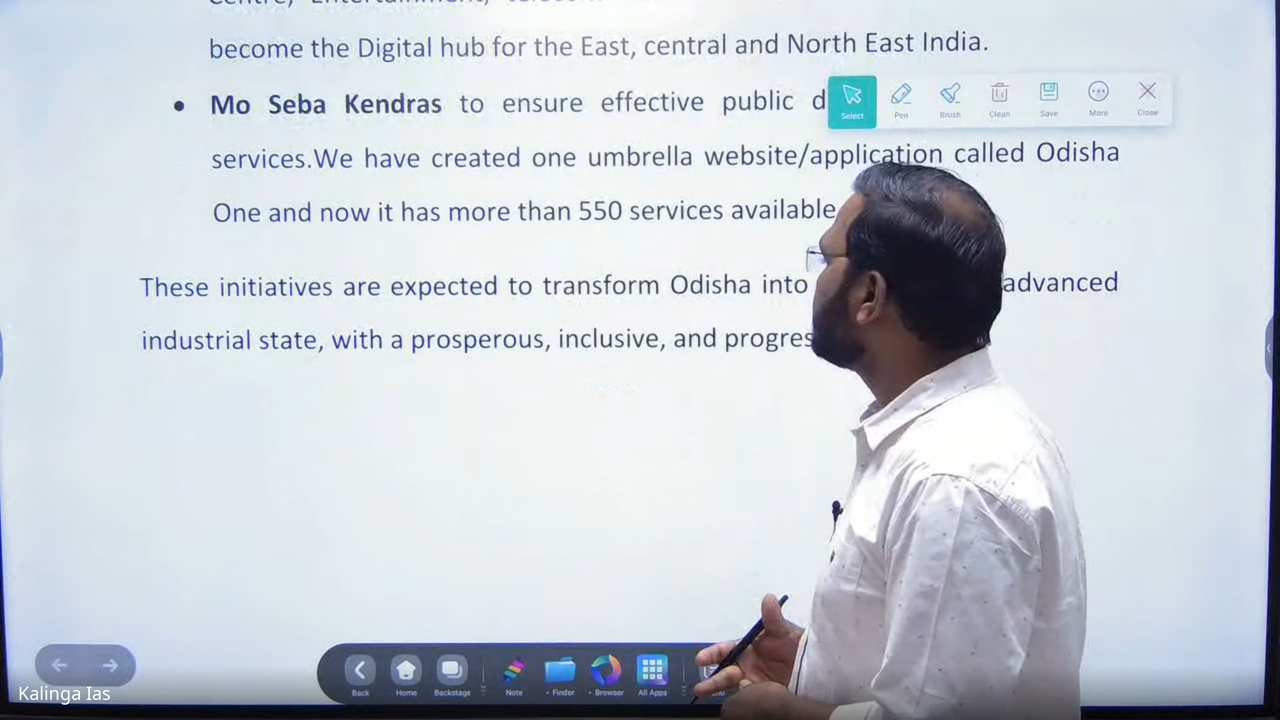 Centre, Entertainment,
become the Digital hub for the East, central and North East India.
• Mo Seba Kendras to ensure effective public
services.We have created one umbrella website/application called Odisha
One and now it has more than 550 services available
These initiatives are expected to transform Odisha into advanced
industrial state, with a prosperous, inclusive, and
Select Pen Brush Clean Save More Close
Back Home Backstage Note • Finder • Browser All Apps
Kalinga Ias